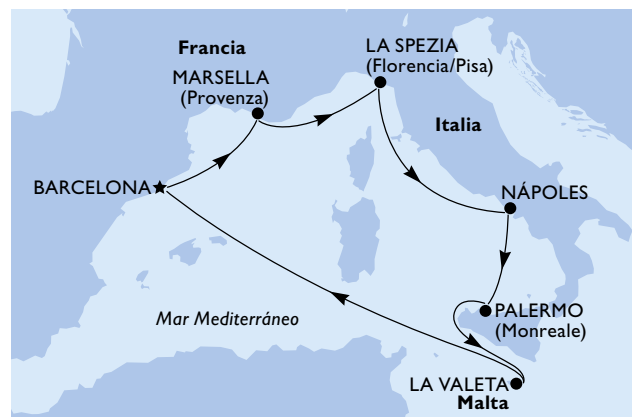 Francia
MARSELLA
(Provenza)
LA SPEZIA
(Florencia/Pisa)
Italia
BARCELONA
NÁPOLES
Mar Mediterráneo
PALERMO
(Monreale)
LA VALETA
Malta